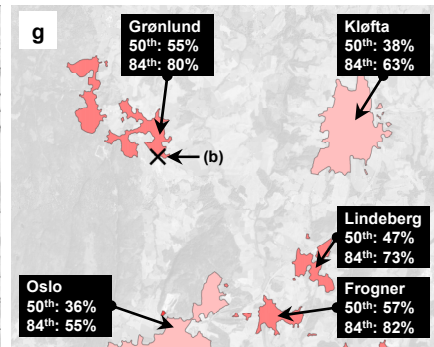 g
Grønlund
50th: 55%
84th: 80%
Kløfta
50th: 38%
84th: 63%
(b)
Lindeberg
50th: 47%
84th: 73%
Oslo
50th: 36%
84th: 55%
Frogner
50th: 57%
84th: 82%